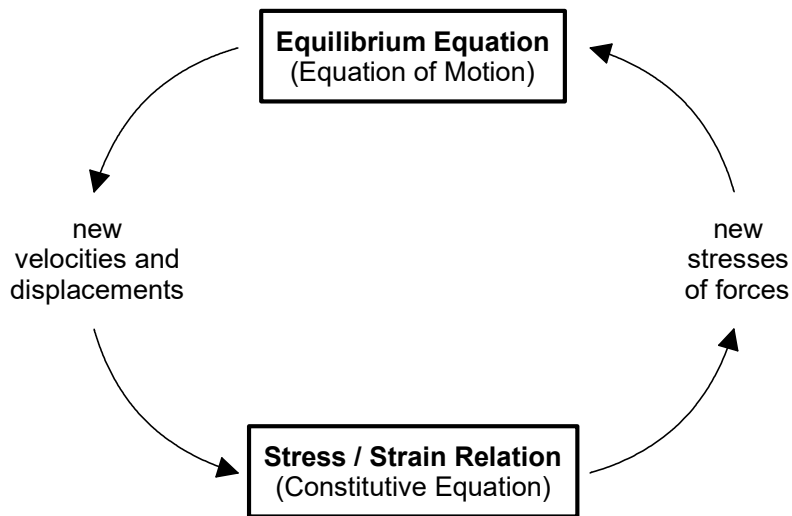 Equilibrium Equation
(Equation of Motion)
new
velocities and
displacements
new
stresses
of forces
Stress / Strain Relation
(Constitutive Equation)